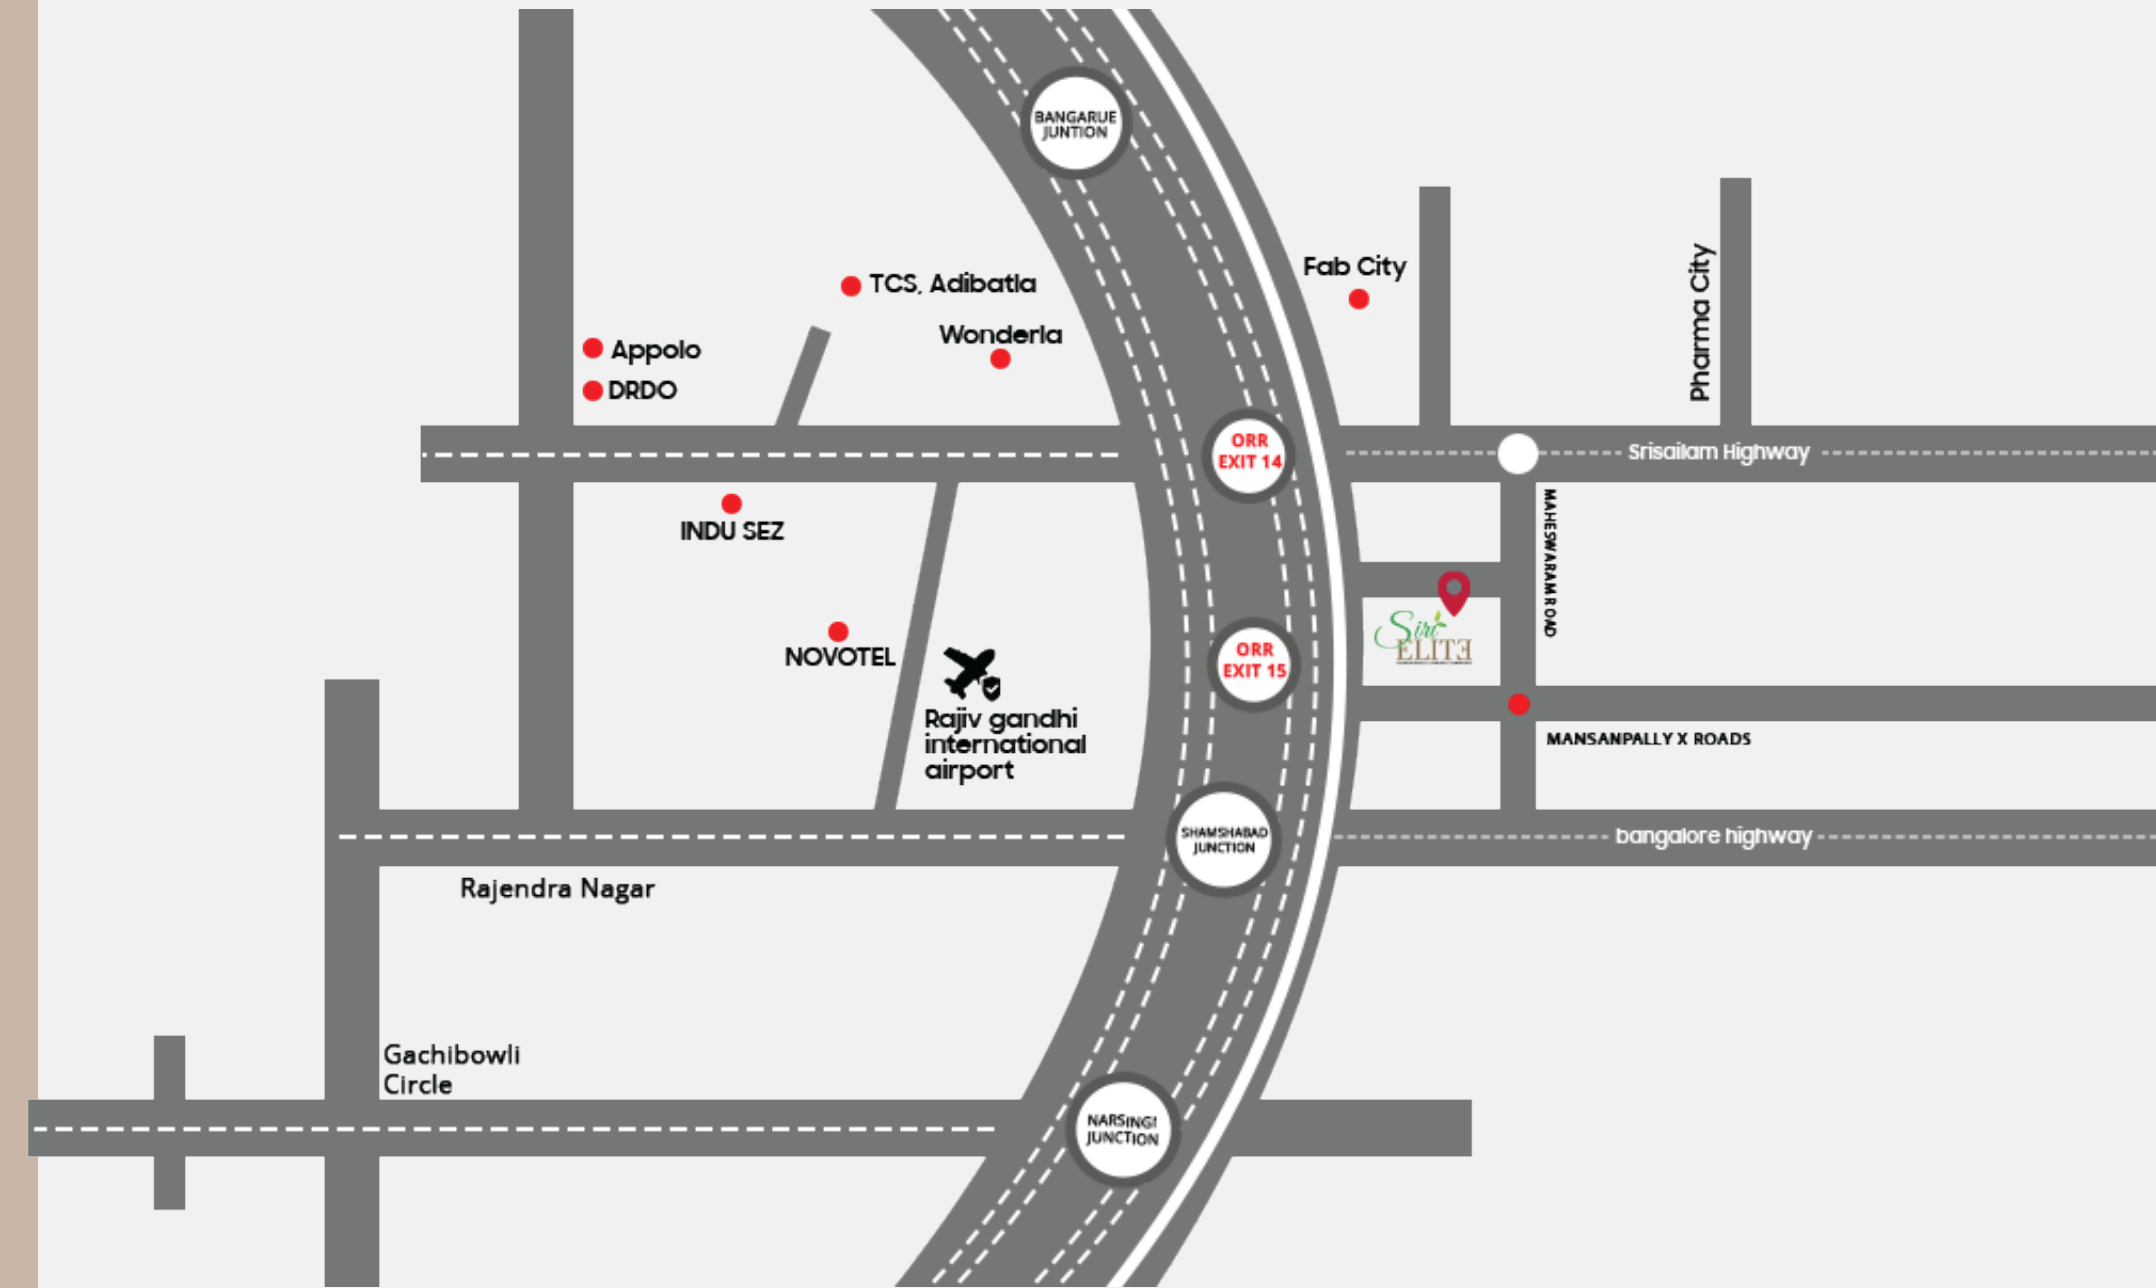 BANGARUE
JUNTION
Fab City
Pharma City
TCS, Adibatla
Wonderla
Appolo
DRDO
ORR
EXIT 14
Srisailam Highway
INDU SEZ
MAHESWARAM ROAD
NOVOTEL
Siri
ELITE
ORR
EXIT 15
Rajiv gandhi
international
airport
MANSANPALLY X ROADS
SHAMSHABAD
JUNCTION
bangalore highway
Rajendra Nagar
Gachibowli
Circle
NARSINGI
JUNCTION